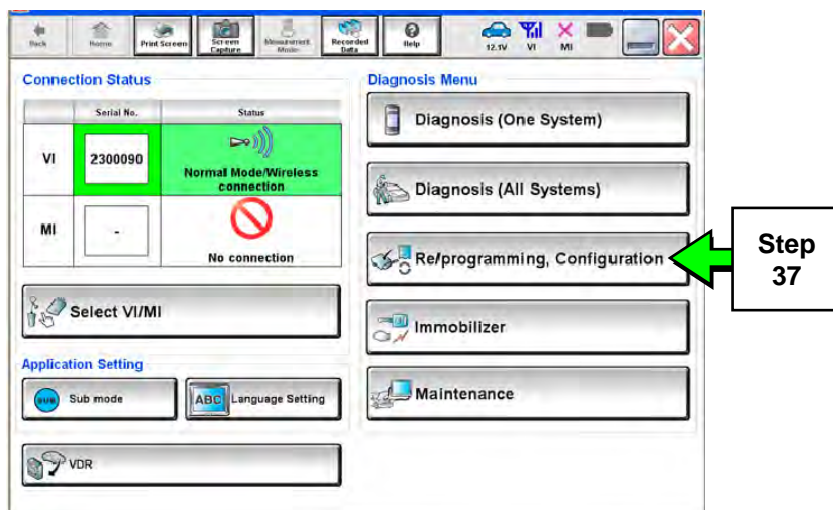 Back
Home
Print Screen
Screen
Capture
Measurement
Mode
Recorded
Data
Help
12.1V
VI
MI
Connection Status
Serial No.
Status
VI
2300090
Normal Mode/Wireless
connection
MI
-
No connection
Select VI/MI
Application Setting
SUB
Sub mode
ABC
Language Setting
VDR
Diagnosis Menu
Diagnosis (One System)
Diagnosis (All Systems)
Re/programming, Configuration
Immobilizer
Maintenance
Step
37